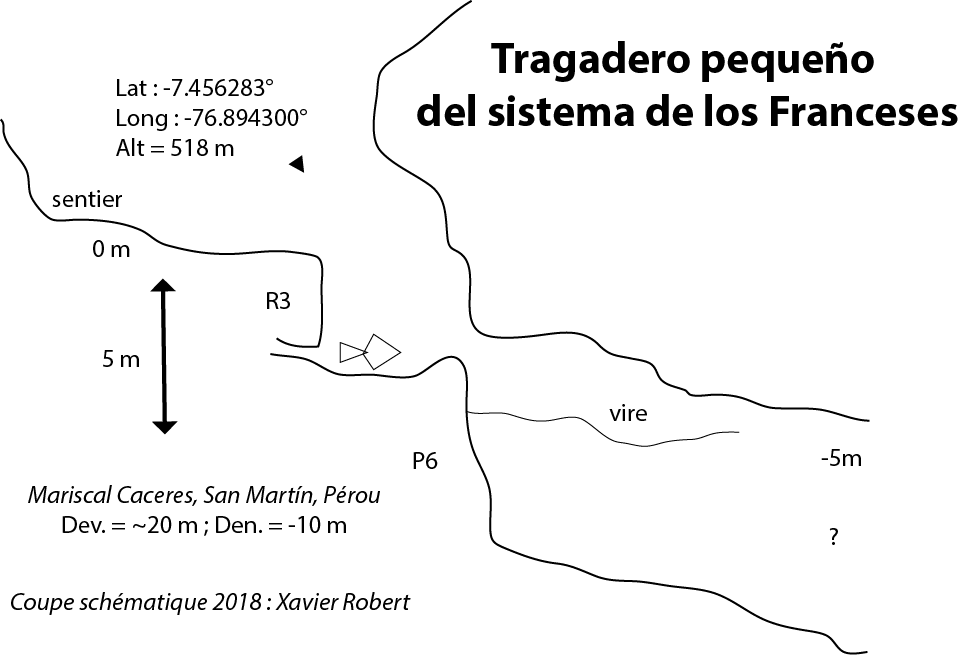 Tragadero pequeño
del sistema de los Franceses
Lat : -7.456283°
Long : -76.894300°
Alt = 518 m
sentier
0 m
R3
5 m
vire
P6
-5m
?
Mariscal Caceres, San Martín, Pérou
Dev. = ~20 m ; Den. = -10 m
Coupe schématique 2018 : Xavier Robert